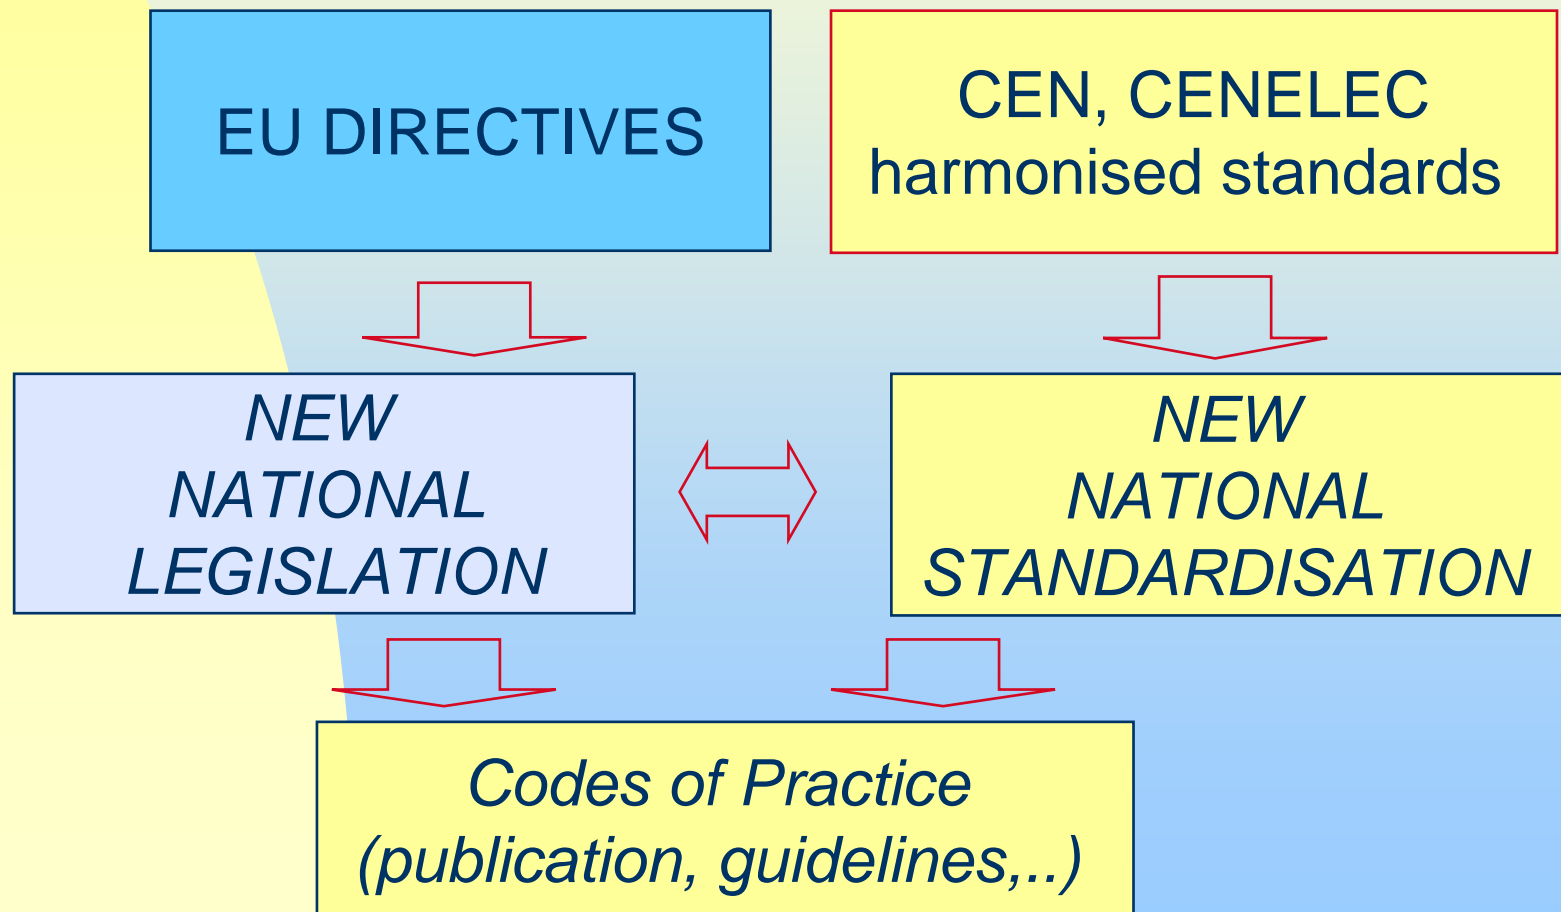 EU DIRECTIVES
CEN, CENELEC
harmonised standards
NEW
NATIONAL
LEGISLATION
NEW
NATIONAL
STANDARDISATION
Codes of Practice
(publication, guidelines,..)